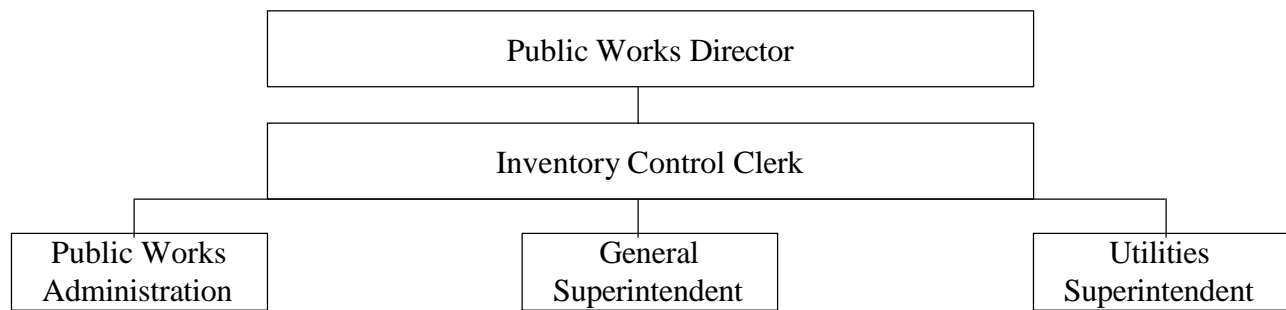 Public Works Director
Inventory Control Clerk
Public Works
Administration
General
Superintendent
Utilities
Superintendent